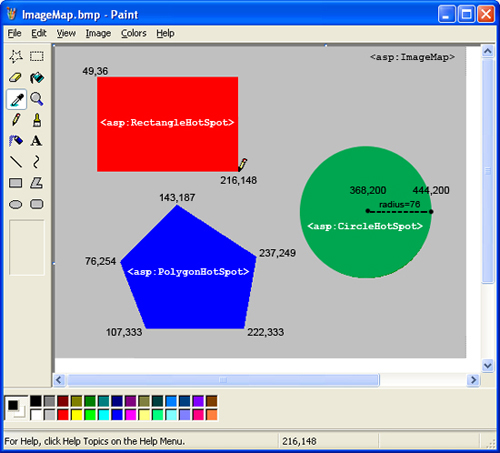 ImageMap.bmp - Paint
File Edit View Image Colors Help
<asp:ImageMap>
49,36
<asp:RectangleHotSpot>
216,148
143,187
368,200 444,200
radius=76
<asp:CircleHotSpot>
237,249
76,254
<asp:PolygonHotSpot>
107,333 222,333
For Help, click Help Topics on the Help Menu. 216,148